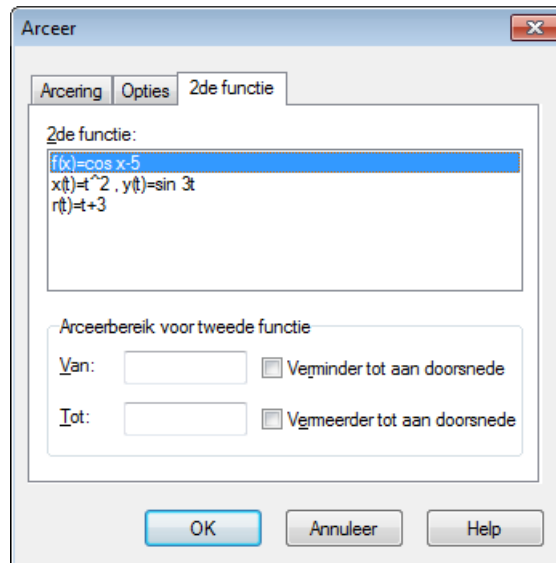 Arceer
Arcering Opties 2de functie
2de functie:
f(x)=cos x-5
x(t)=t^2 , y(t)=sin 3t
r(t)=t+3
Arceerbereik voor tweede functie
Van: Verminder tot aan doorsnede
Tot: Vermeerder tot aan doorsnede
OK Annuleer Help